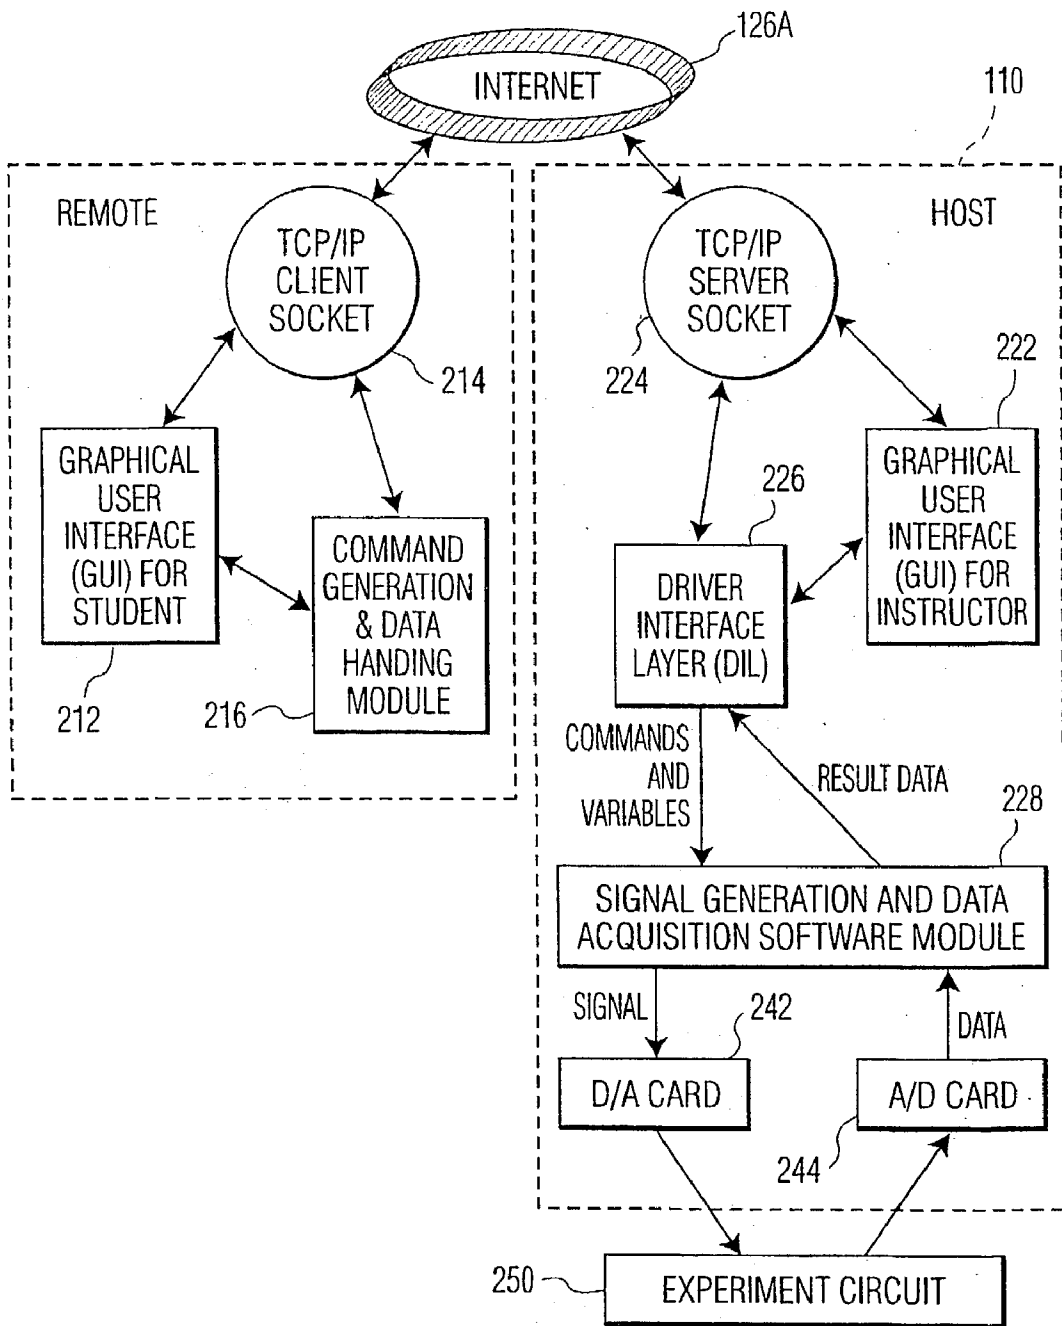 126A
INTERNET
110
REMOTE
HOST
TCP/IP
CLIENT
SOCKET
214
TCP/IP
SERVER
SOCKET
224
222
GRAPHICAL
USER
INTERFACE
(GUI) FOR
STUDENT
212
COMMAND
GENERATION
& DATA
HANDING
MODULE
216
226
DRIVER
INTERFACE
LAYER (DIL)
GRAPHICAL
USER
INTERFACE
(GUI) FOR
INSTRUCTOR
COMMANDS
AND
VARIABLES
RESULT DATA
228
SIGNAL GENERATION AND DATA
ACQUISITION SOFTWARE MODULE
SIGNAL
242
DATA
D/A CARD
A/D CARD
244
250
EXPERIMENT CIRCUIT